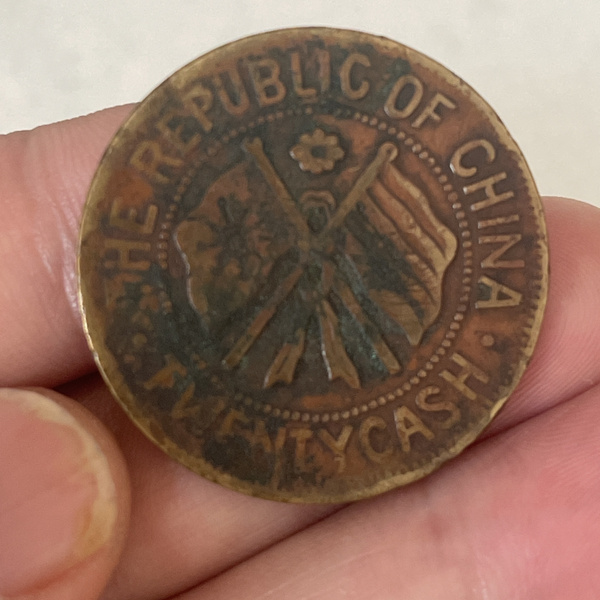 THE REPUBLIC OF CHINA
TWENTY CASH